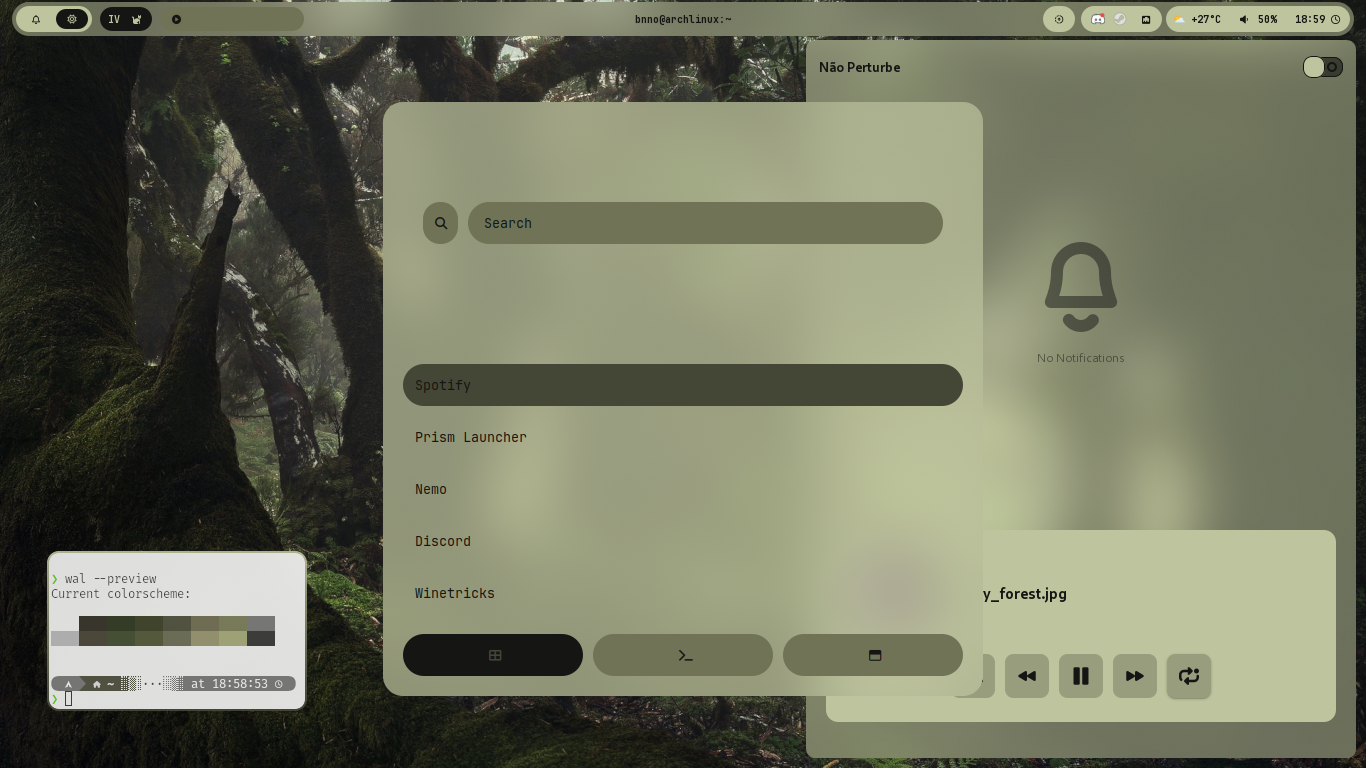 IV
bnno@archlinux:~
+27°C
50%
18:59
Não Perturbe
Search
No Notifications
Spotify
Prism Launcher
Nemo
Discord
Winetricks
y_forest.jpg
❯ wal --preview
Current colorscheme:
~ ··· at 18:58:53
❯